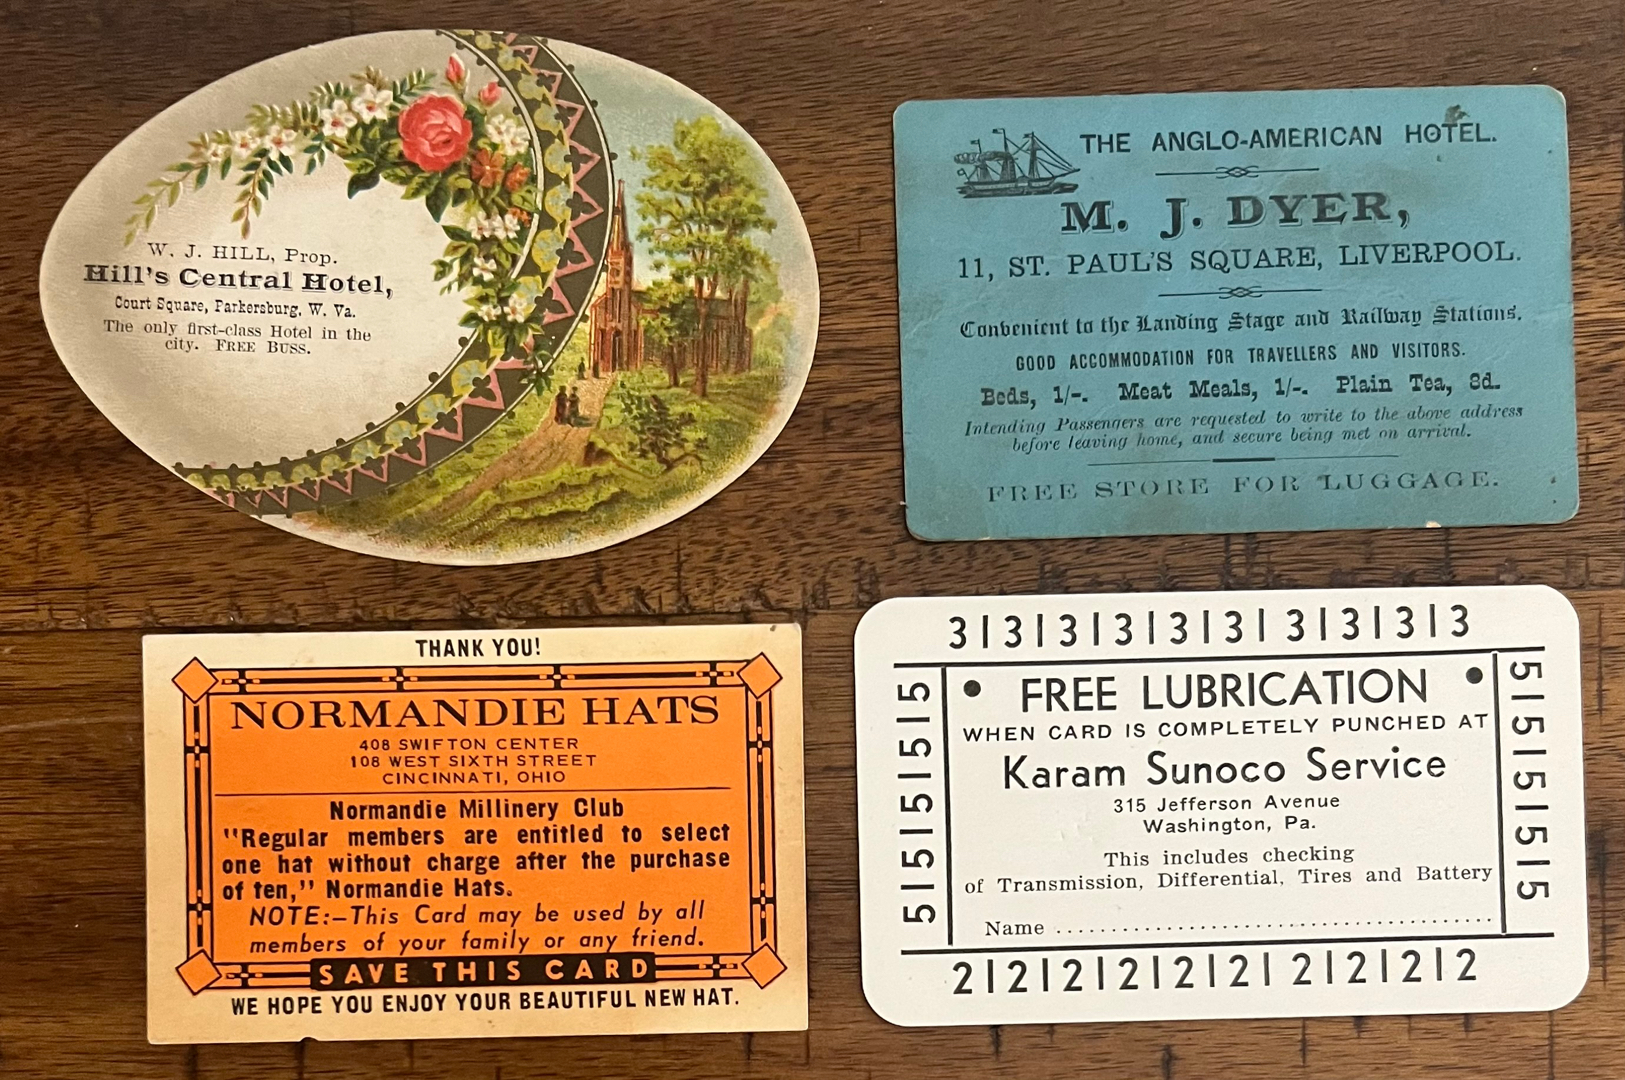 W. J. HILL, Prop.
Hill's Central Hotel,
Court Square, Parkersburg, W. Va.
The only first-class Hotel in the
city. FREE BUSS.
THE ANGLO-AMERICAN HOTEL.
M. J. DYER,
11, ST. PAUL'S SQUARE, LIVERPOOL.
Convenient to the Landing Stage and Railway Stations.
GOOD ACCOMMODATION FOR TRAVELLERS AND VISITORS.
Beds, 1/-. Meat Meals, 1/-. Plain Tea, 8d.
Intending Passengers are requested to write to the above address
before leaving home, and secure being met on arrival.
FREE STORE FOR LUGGAGE.
THANK YOU!
NORMANDIE HATS
408 SWIFTON CENTER
108 WEST SIXTH STREET
CINCINNATI, OHIO
Normandie Millinery Club
"Regular members are entitled to select
one hat without charge after the purchase
of ten," Normandie Hats.
NOTE:—This Card may be used by all
members of your family or any friend.
SAVE THIS CARD
WE HOPE YOU ENJOY YOUR BEAUTIFUL NEW HAT.
3|3|3|3|3|3|3|3|3|3
5|5|5|5|5
FREE LUBRICATION
WHEN CARD IS COMPLETELY PUNCHED AT
Karam Sunoco Service
315 Jefferson Avenue
Washington, Pa.
This includes checking
of Transmission, Differential, Tires and Battery
Name ........................................
5|5|5|5|5
2|2|2|2|2|2|2|2|2|2